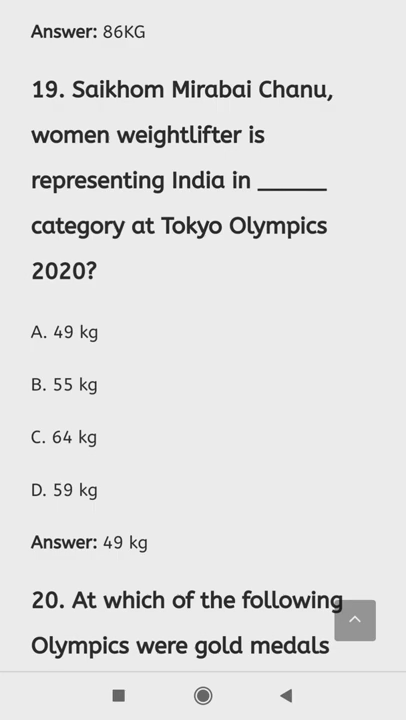 Answer: 86KG
19. Saikhom Mirabai Chanu,
women weightlifter is
representing India in ______
category at Tokyo Olympics
2020?
A. 49 kg
B. 55 kg
C. 64 kg
D. 59 kg
Answer: 49 kg
20. At which of the following
Olympics were gold medals